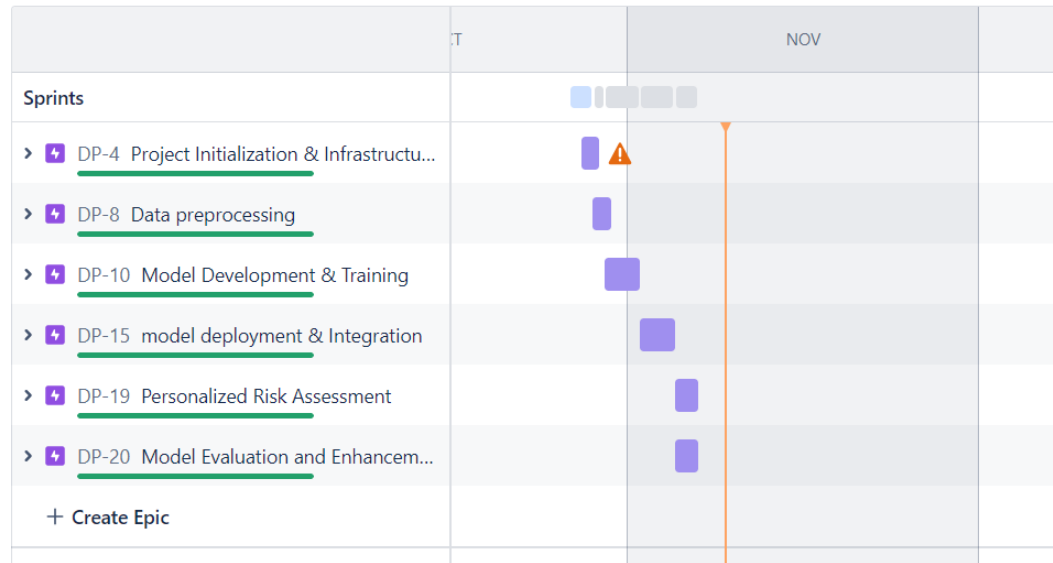 NOV
Sprints
DP-4 Project Initialization & Infrastructu...
DP-8 Data preprocessing
DP-10 Model Development & Training
DP-15 model deployment & Integration
DP-19 Personalized Risk Assessment
DP-20 Model Evaluation and Enhancem...
+ Create Epic